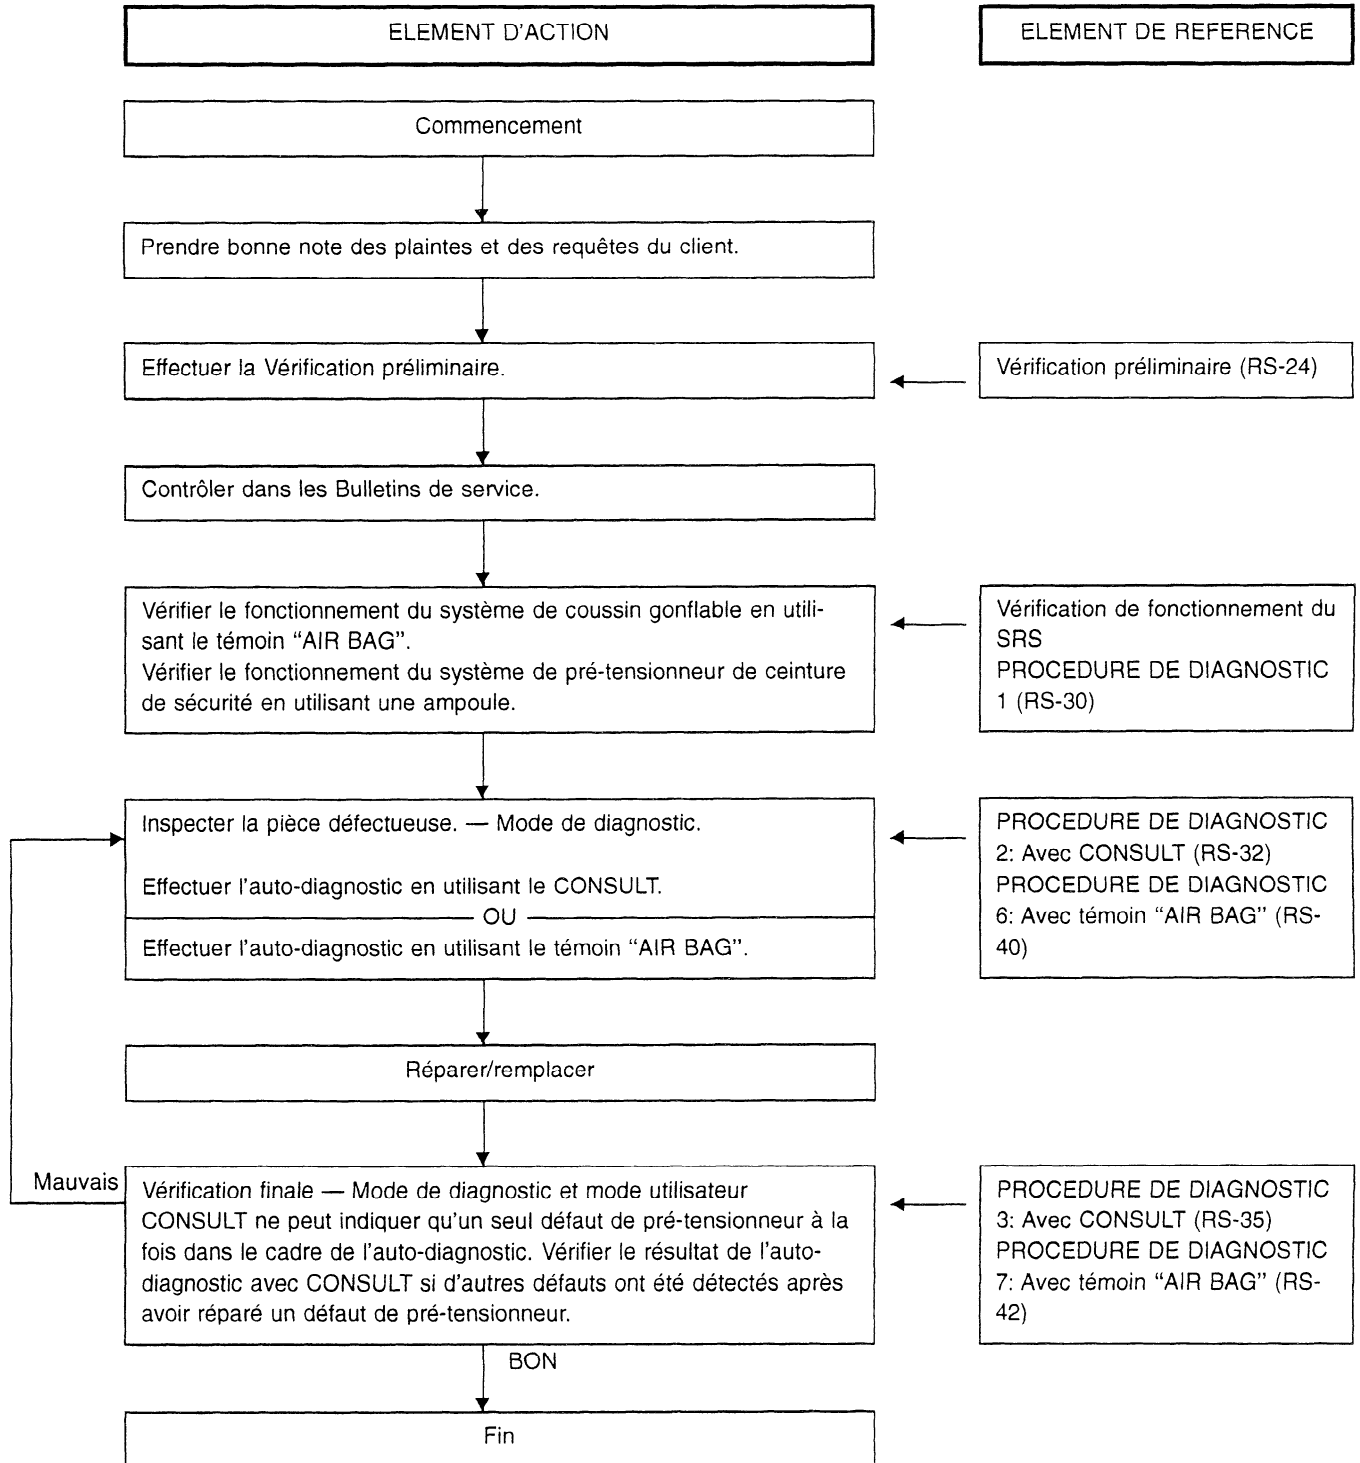 ELEMENT D'ACTION
ELEMENT DE REFERENCE
Commencement
Prendre bonne note des plaintes et des requêtes du client.
Effectuer la Vérification préliminaire.
Vérification préliminaire (RS-24)
Contrôler dans les Bulletins de service.
Vérifier le fonctionnement du système de coussin gonflable en utili-
sant le témoin “AIR BAG”.
Vérifier le fonctionnement du système de pré-tensionneur de ceinture
de sécurité en utilisant une ampoule.
Vérification de fonctionnement du
SRS
PROCEDURE DE DIAGNOSTIC
1 (RS-30)
Inspecter la pièce défectueuse. — Mode de diagnostic.
Effectuer l'auto-diagnostic en utilisant le CONSULT.
OU
Effectuer l'auto-diagnostic en utilisant le témoin “AIR BAG”.
PROCEDURE DE DIAGNOSTIC
2: Avec CONSULT (RS-32)
PROCEDURE DE DIAGNOSTIC
6: Avec témoin “AIR BAG” (RS-
40)
Réparer/remplacer
Mauvais
Vérification finale — Mode de diagnostic et mode utilisateur
CONSULT ne peut indiquer qu'un seul défaut de pré-tensionneur à la
fois dans le cadre de l'auto-diagnostic. Vérifier le résultat de l'auto-
diagnostic avec CONSULT si d'autres défauts ont été détectés après
avoir réparé un défaut de pré-tensionneur.
PROCEDURE DE DIAGNOSTIC
3: Avec CONSULT (RS-35)
PROCEDURE DE DIAGNOSTIC
7: Avec témoin “AIR BAG” (RS-
42)
BON
Fin